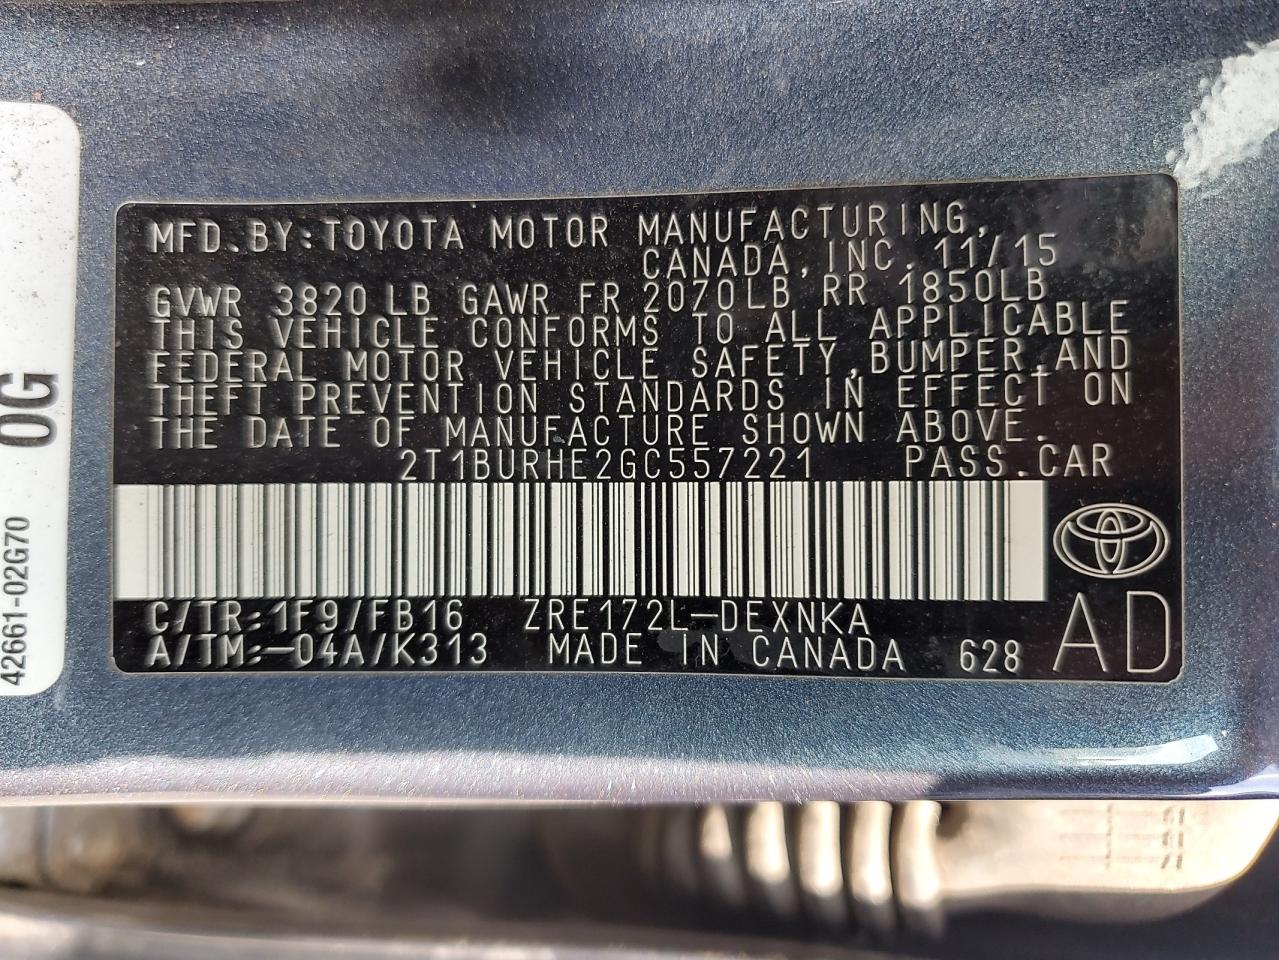 MFD.BY:TOYOTA MOTOR MANUFACTURING,
CANADA, INC. 11/15
GVWR 3820 LB GAWR FR 2070LB RR 1850LB
THIS VEHICLE CONFORMS TO ALL APPLICABLE
FEDERAL MOTOR VEHICLE SAFETY,BUMPER,AND
THEFT PREVENTION STANDARDS IN EFFECT ON
THE DATE OF MANUFACTURE SHOWN ABOVE.
2T1BURHE2GC557221 PASS.CAR
C/TR:1F9/FB16 ZRE172L-DEXNKA
A/TM:-04A/K313 MADE IN CANADA 628
AD
0G
42661-02G70